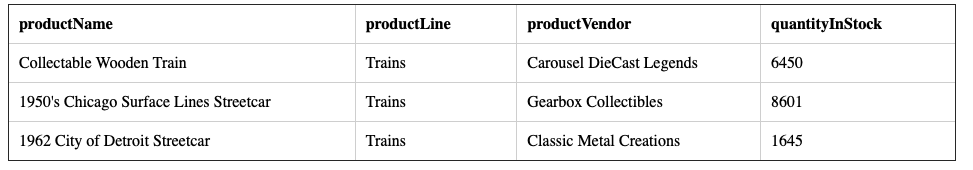 productName productLine productVendor quantityInStock
Collectable Wooden Train Trains Carousel DieCast Legends 6450
1950's Chicago Surface Lines Streetcar Trains Gearbox Collectibles 8601
1962 City of Detroit Streetcar Trains Classic Metal Creations 1645